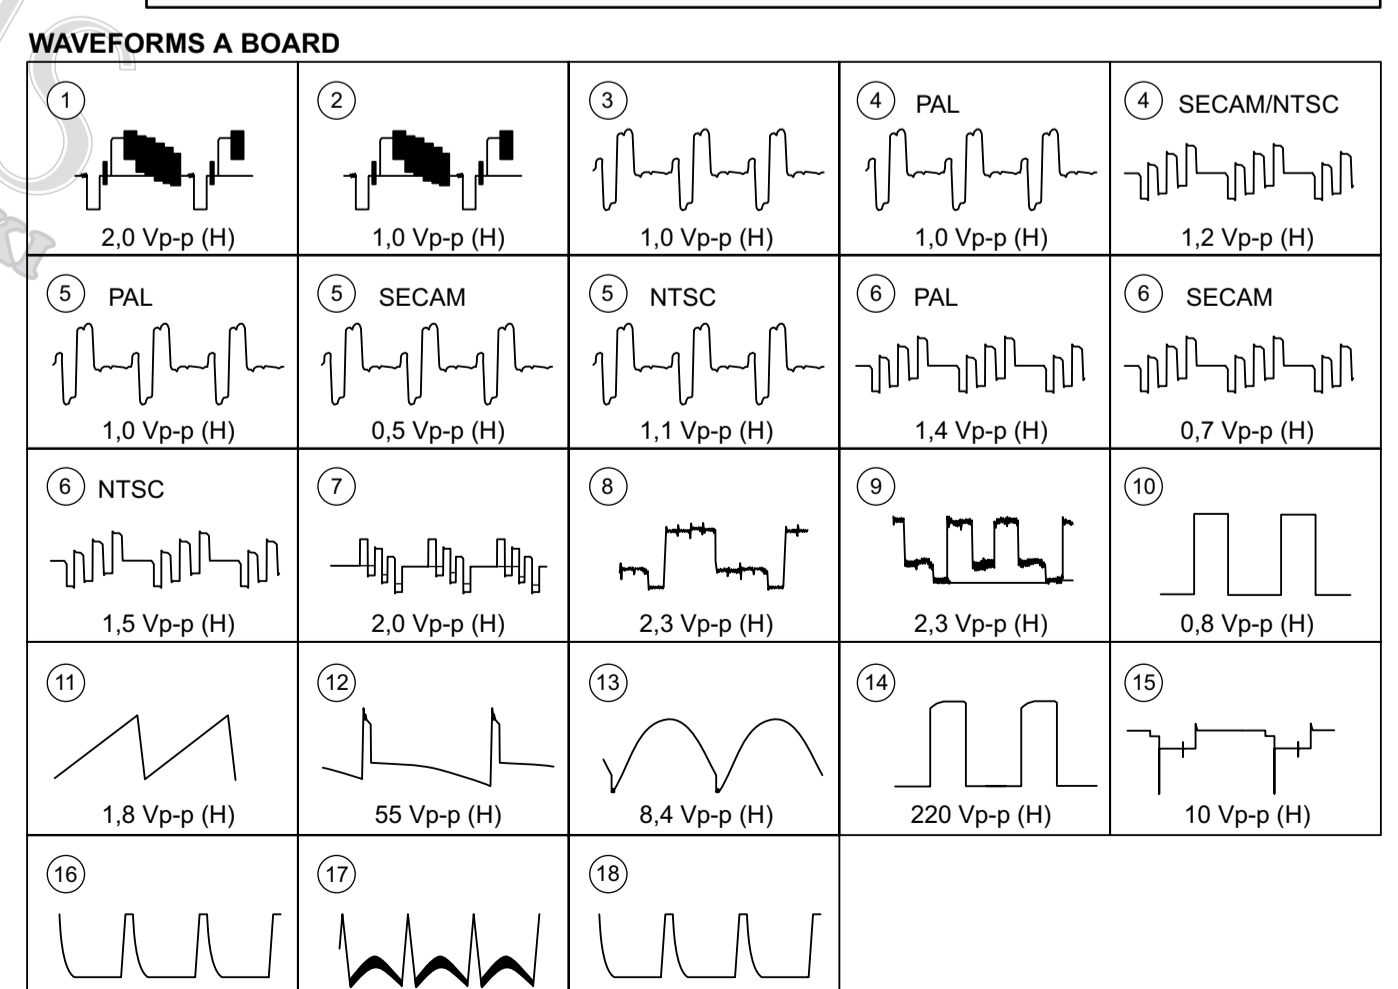 WAVEFORMS A BOARD
1 2 3 4 PAL 4 SECAM/NTSC
2,0 Vp-p (H) 1,0 Vp-p (H) 1,0 Vp-p (H) 1,0 Vp-p (H) 1,2 Vp-p (H)
5 PAL 5 SECAM 5 NTSC 6 PAL 6 SECAM
1,0 Vp-p (H) 0,5 Vp-p (H) 1,1 Vp-p (H) 1,4 Vp-p (H) 0,7 Vp-p (H)
6 NTSC 7 8 9 10
1,5 Vp-p (H) 2,0 Vp-p (H) 2,3 Vp-p (H) 2,3 Vp-p (H) 0,8 Vp-p (H)
11 12 13 14 15
1,8 Vp-p (H) 55 Vp-p (H) 8,4 Vp-p (H) 220 Vp-p (H) 10 Vp-p (H)
16 17 18